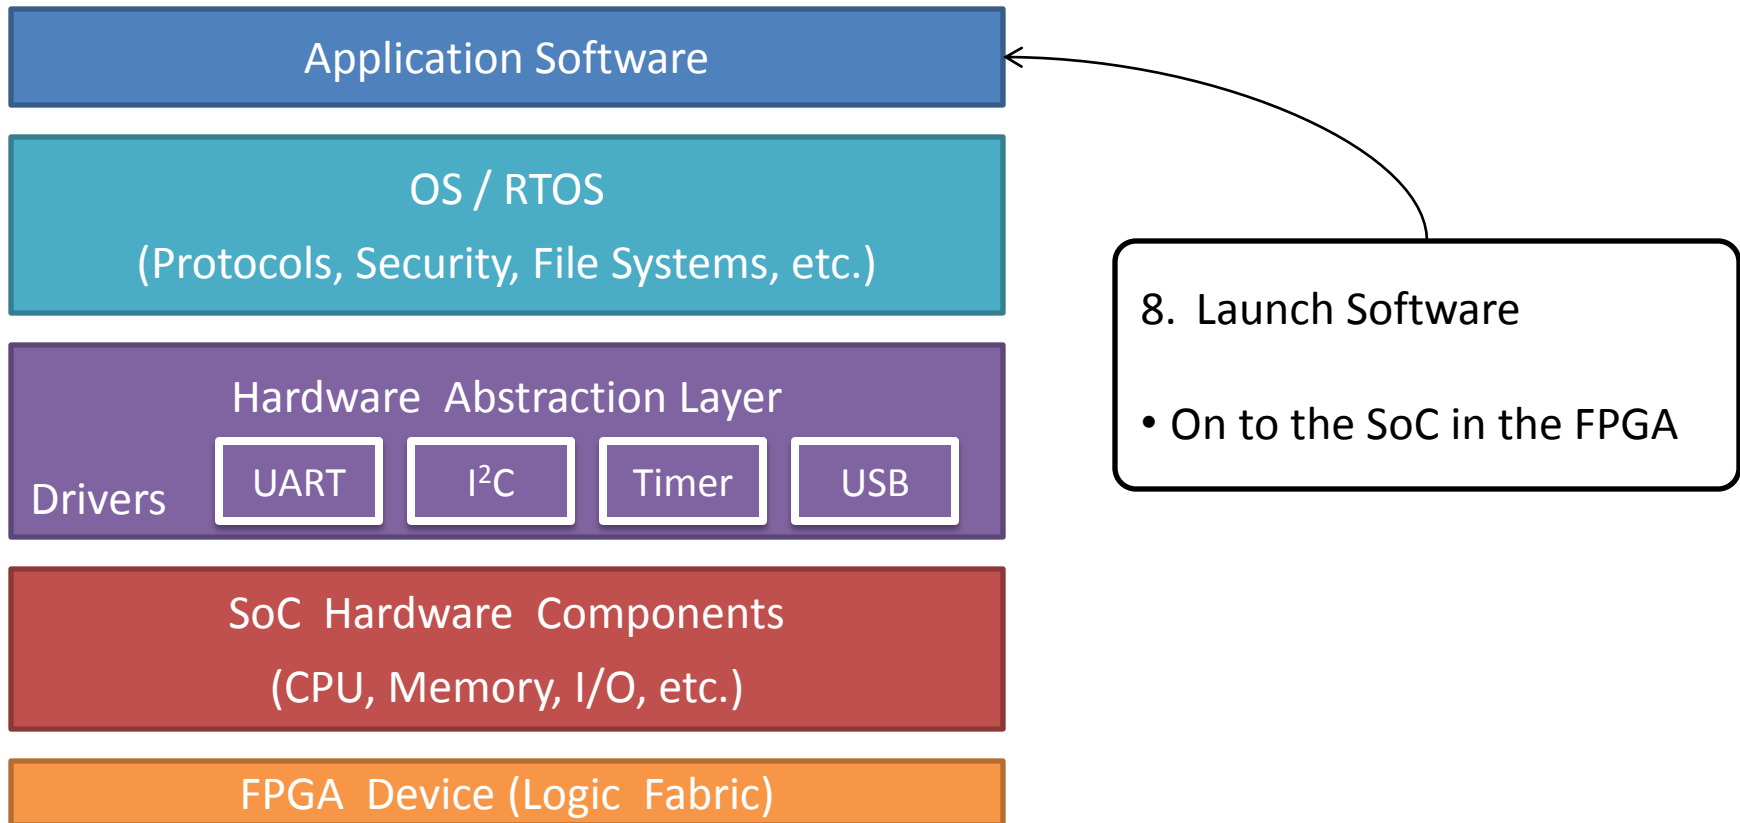 Application Software
OS / RTOS
(Protocols, Security, File Systems, etc.)
Hardware Abstraction Layer
Drivers
UART
I²C
Timer
USB
SoC Hardware Components
(CPU, Memory, I/O, etc.)
FPGA Device (Logic Fabric)
8. Launch Software
• On to the SoC in the FPGA